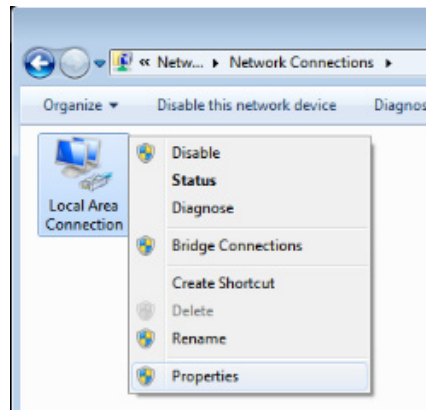 « Netw... ▸ Network Connections ▸
Organize ▾ Disable this network device Diagnos
Local Area
Connection
Disable
Status
Diagnose
Bridge Connections
Create Shortcut
Delete
Rename
Properties